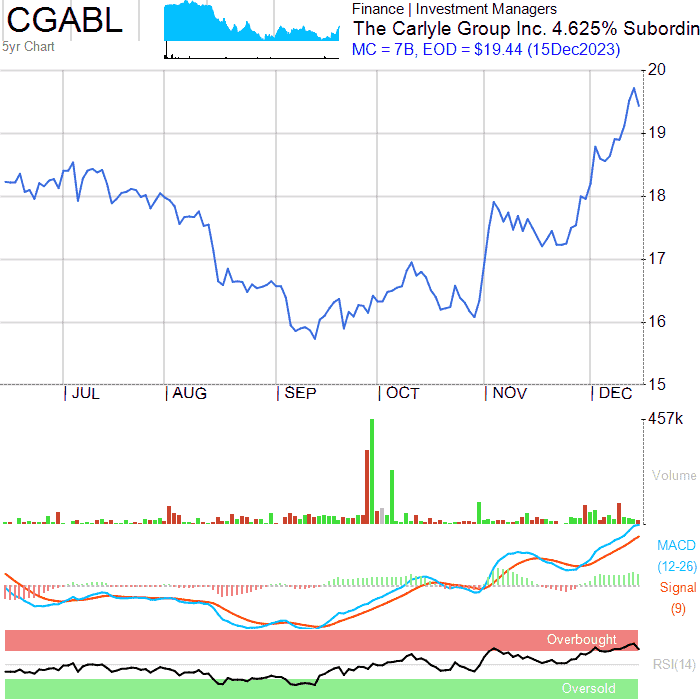 CGABL
5yr Chart
Finance | Investment Managers
The Carlyle Group Inc. 4.625% Subordin
MC = 7B, EOD = $19.44 (15Dec2023)
20
19
18
17
16
15
JUL AUG SEP OCT NOV DEC
457k
Volume
MACD
(12-26)
Signal
(9)
Overbought
RSI(14)
Oversold